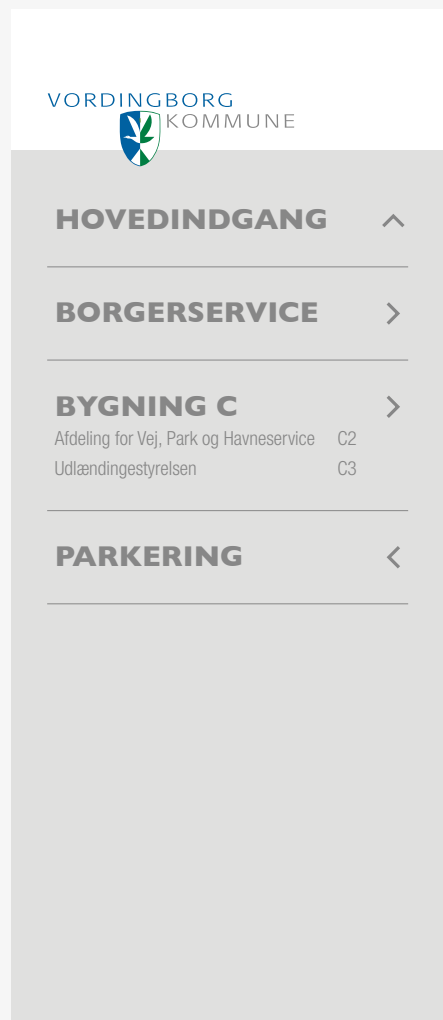 VORDINGBORG
KOMMUNE
HOVEDINDGANG
BORGERSERVICE
BYGNING C
Afdeling for Vej, Park og Havneservice C2
Udlændingestyrelsen C3
PARKERING